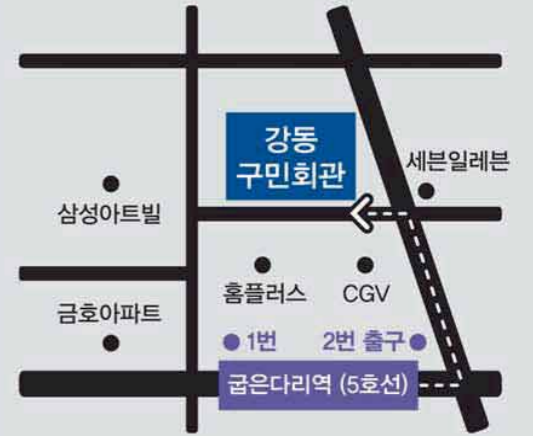 강동
구민회관
세븐일레븐
삼성아트빌
홈플러스
CGV
금호아파트
1번
2번 출구
굽은다리역 (5호선)